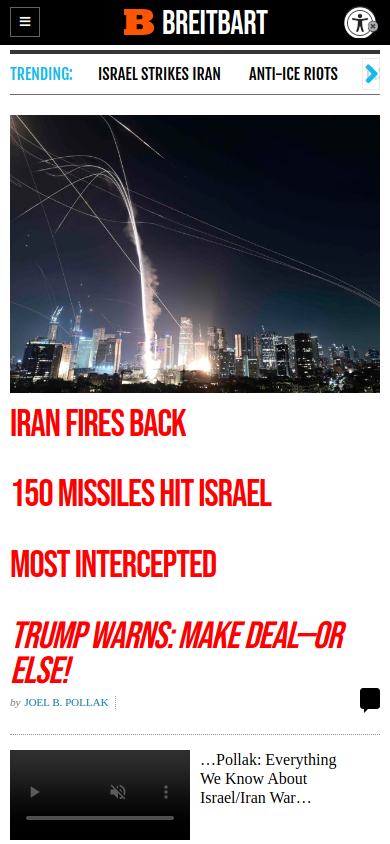 B BREITBART
TRENDING: ISRAEL STRIKES IRAN ANTI-ICE RIOTS
IRAN FIRES BACK
150 MISSILES HIT ISRAEL
MOST INTERCEPTED
TRUMP WARNS: MAKE DEAL—OR
ELSE!
by JOEL B. POLLAK
…Pollak: Everything
We Know About
Israel/Iran War…